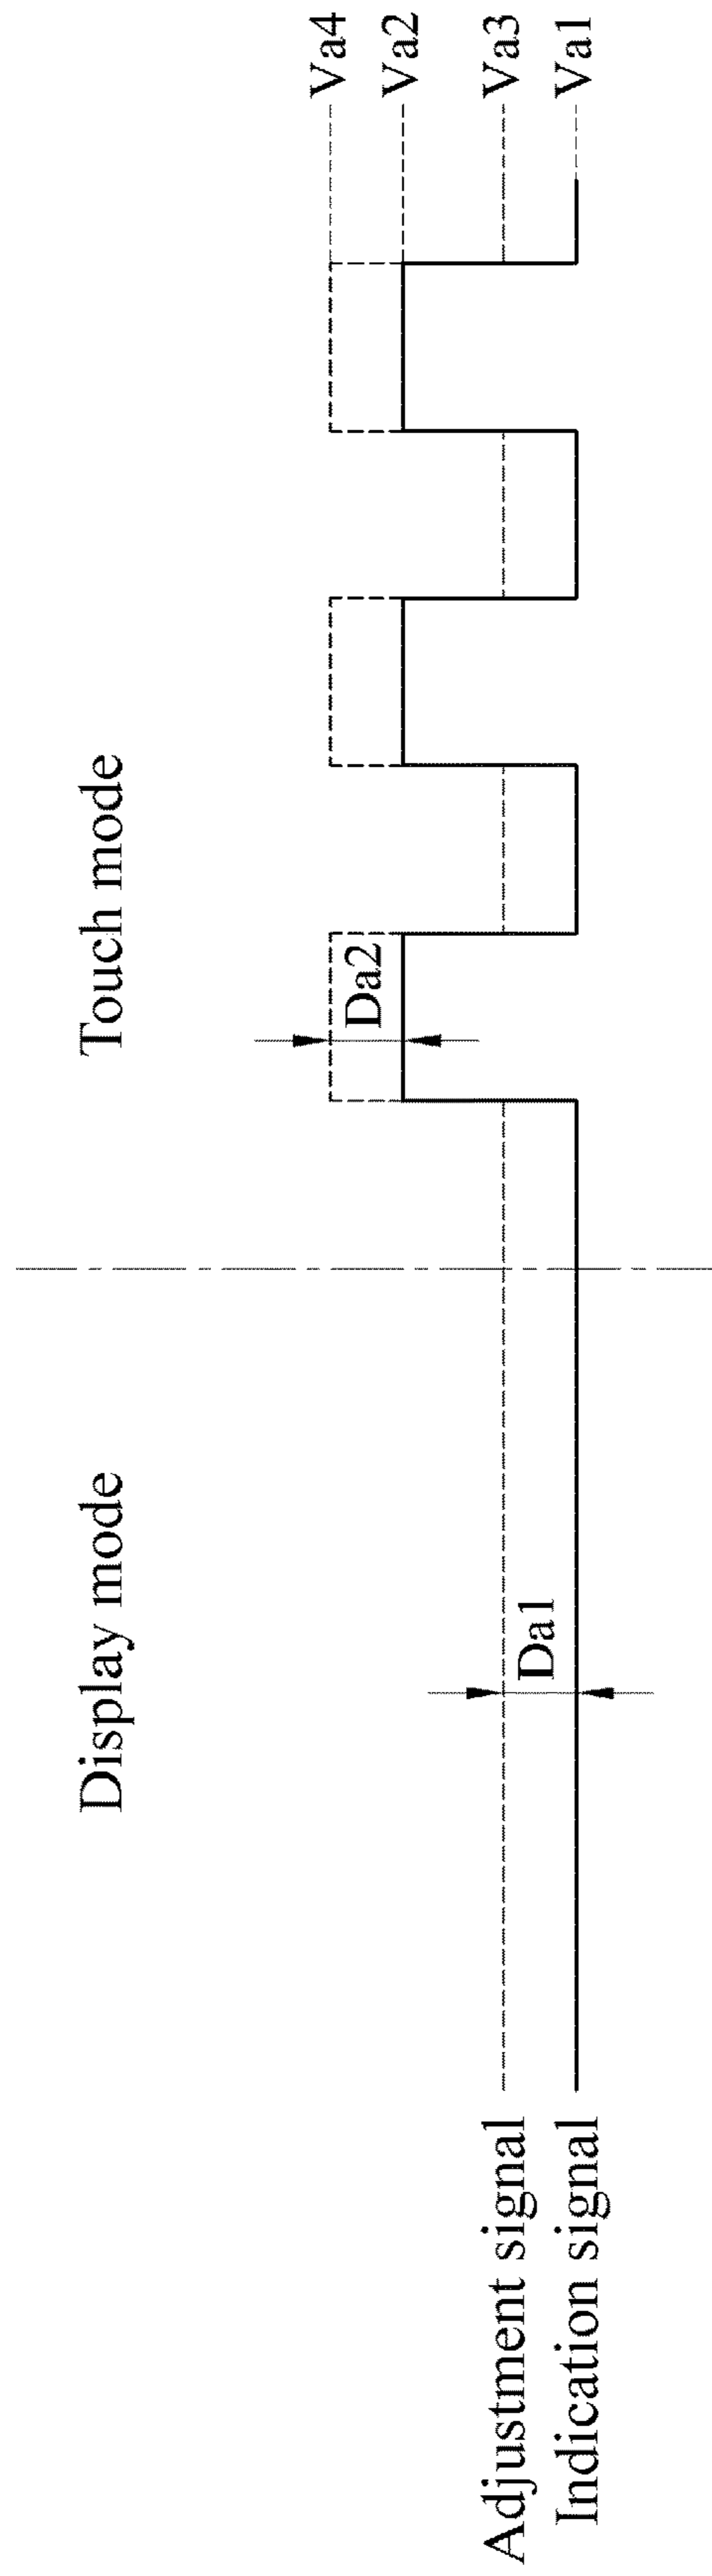 Display mode
Touch mode
Va4
Va2
Va3
Va1
Da2
Da1
Adjustment signal
Indication signal